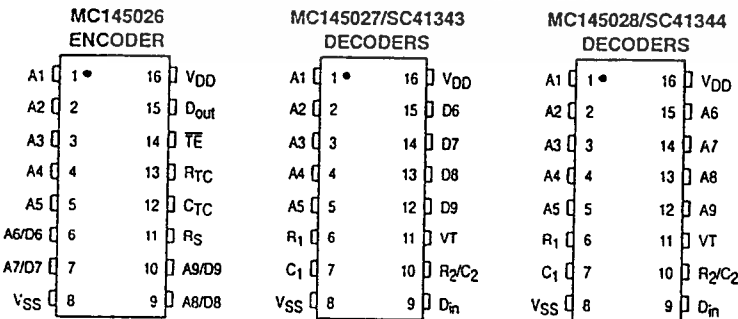 MC145026
ENCODER
A1 1 16 VDD
A2 2 15 Dout
A3 3 14 TE
A4 4 13 RTC
A5 5 12 CTC
A6/D6 6 11 RS
A7/D7 7 10 A9/D9
VSS 8 9 A8/D8
MC145027/SC41343
DECODERS
A1 1 16 VDD
A2 2 15 D6
A3 3 14 D7
A4 4 13 D8
A5 5 12 D9
R1 6 11 VT
C1 7 10 R2/C2
VSS 8 9 Din
MC145028/SC41344
DECODERS
A1 1 16 VDD
A2 2 15 A6
A3 3 14 A7
A4 4 13 A8
A5 5 12 A9
R1 6 11 VT
C1 7 10 R2/C2
VSS 8 9 Din